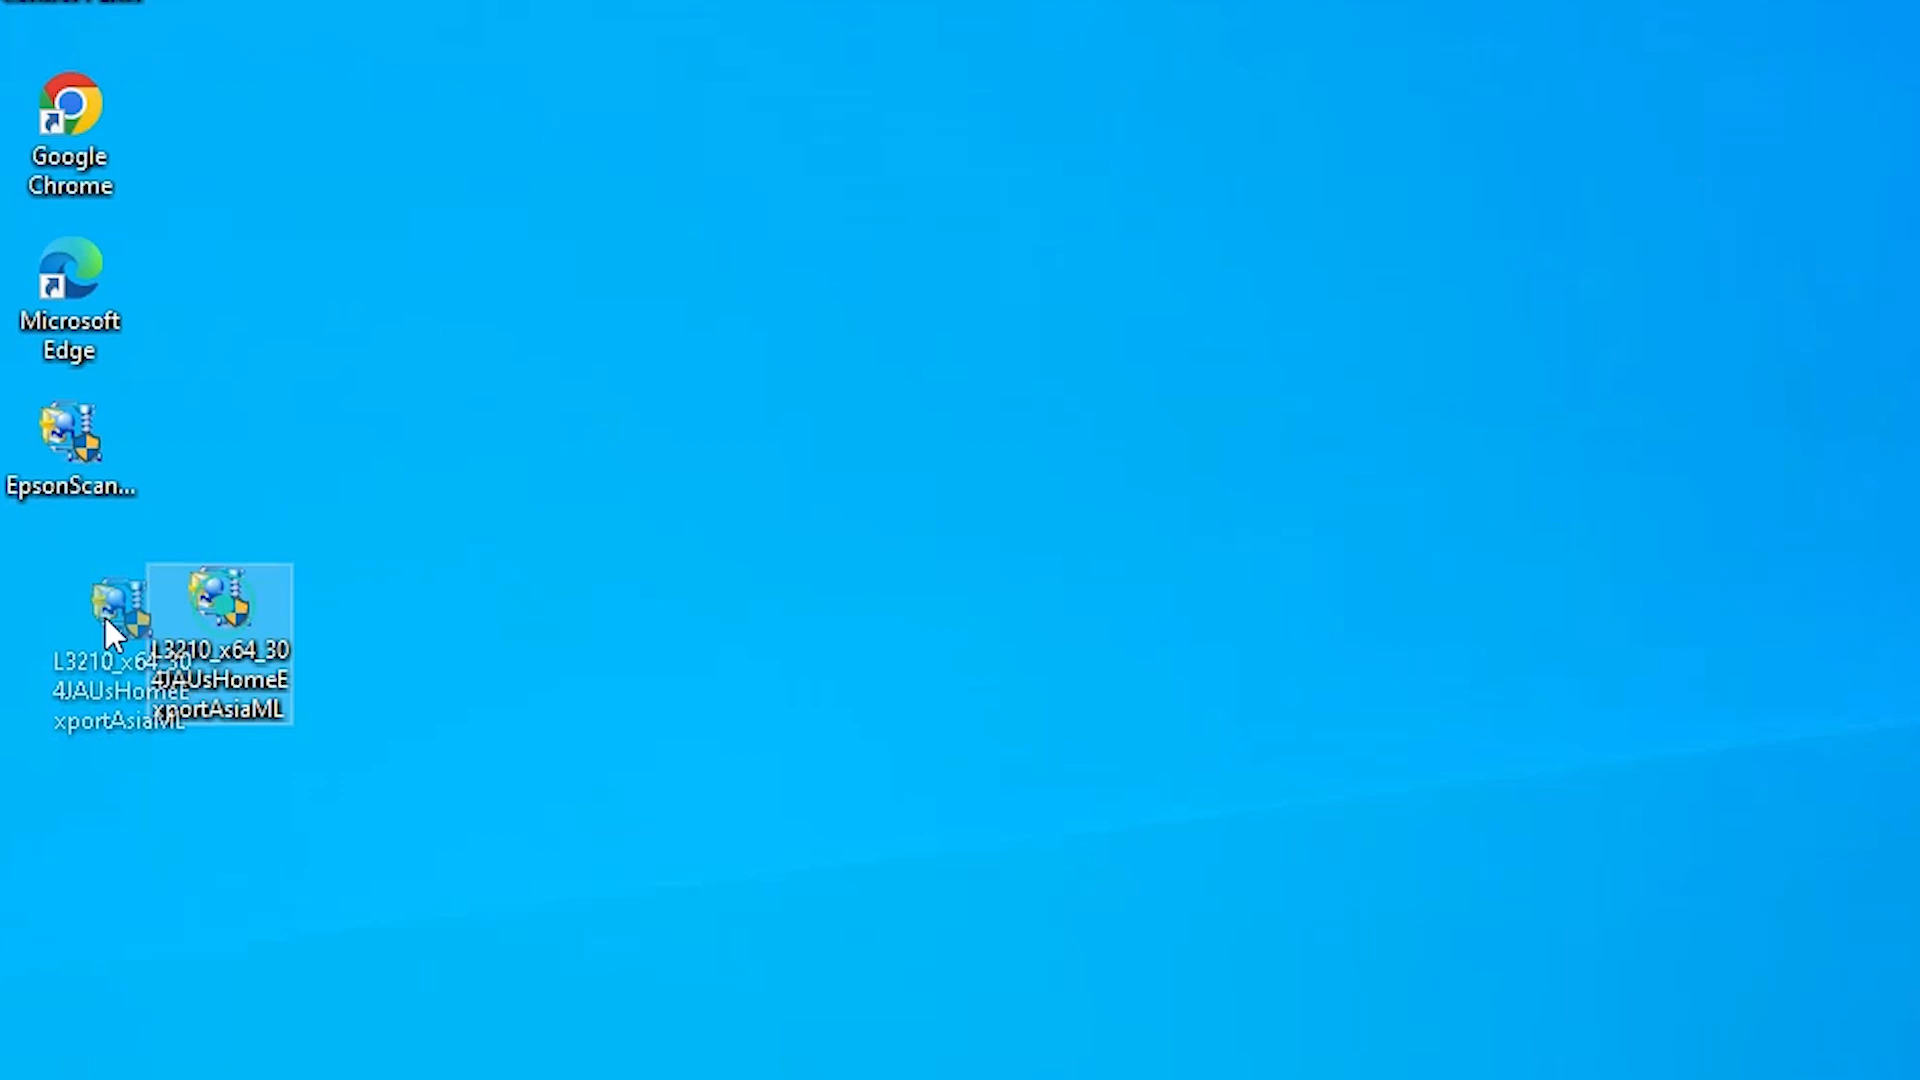 Google
Chrome
Microsoft
Edge
EpsonScan...
L3210_x64_30
4JAUsHomeE
xportAsiaML
L3210_x64_30
4JAUsHomeE
xportAsiaML